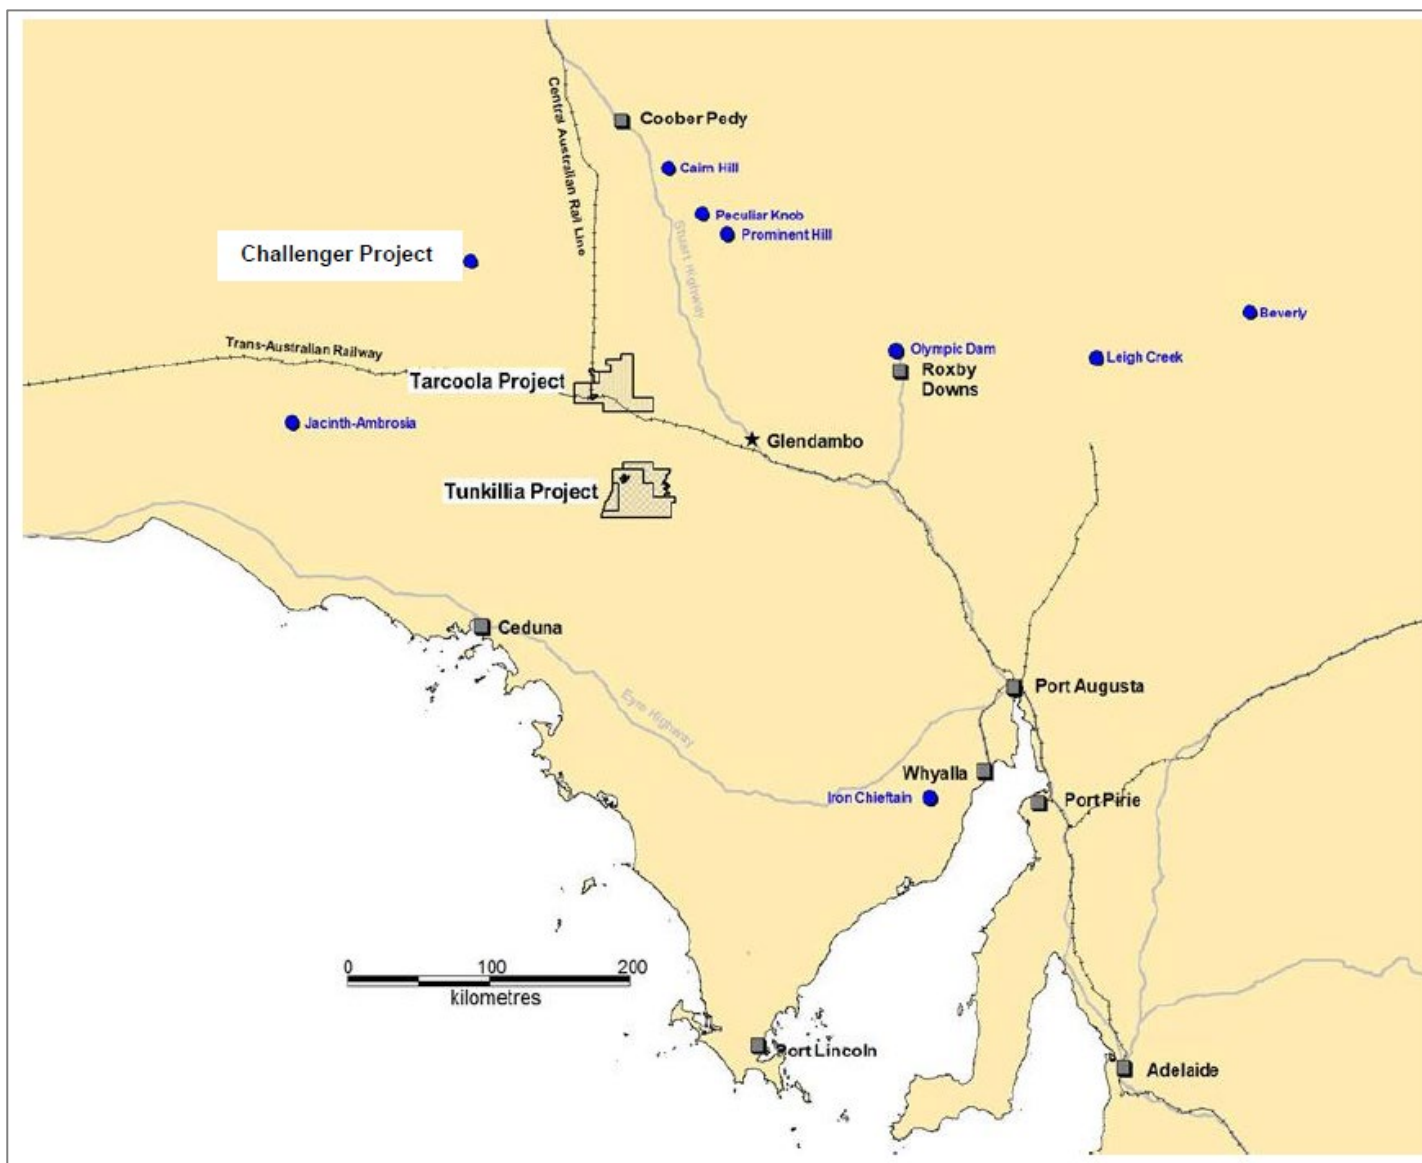 Coober Pedy
Central Australian Rail Line
Cairn Hill
Peculiar Knob
Prominent Hill
Stuart Highway
Challenger Project
Beverly
Trans-Australian Railway
Olympic Dam
Leigh Creek
Roxby
Downs
Tarcoola Project
Jacinth-Ambrosia
Glendambo
Tunkillia Project
Ceduna
Port Augusta
Eyre Highway
Whyalla
Iron Chieftain
Port Pirie
0 100 200
kilometres
Port Lincoln
Adelaide